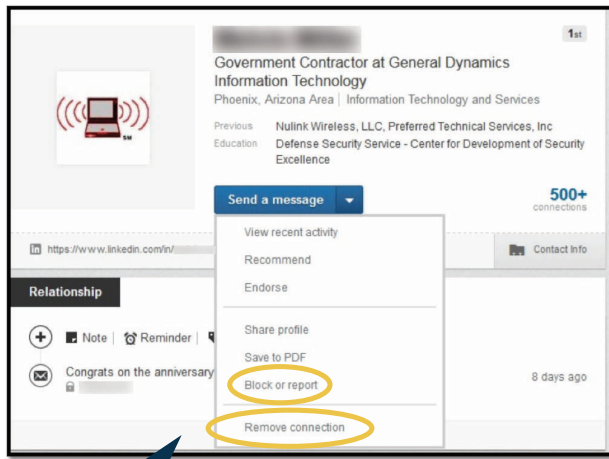 1st
Government Contractor at General Dynamics
Information Technology
Phoenix, Arizona Area | Information Technology and Services
Previous Nulink Wireless, LLC, Preferred Technical Services, Inc
Education Defense Security Service - Center for Development of Security
Excellence
SM
Send a message
500+
connections
View recent activity
Recommend
Endorse
Share profile
Save to PDF
Block or report
Remove connection
in https://www.linkedin.com/in/
Contact Info
Relationship
Note | Reminder |
Congrats on the anniversary
8 days ago